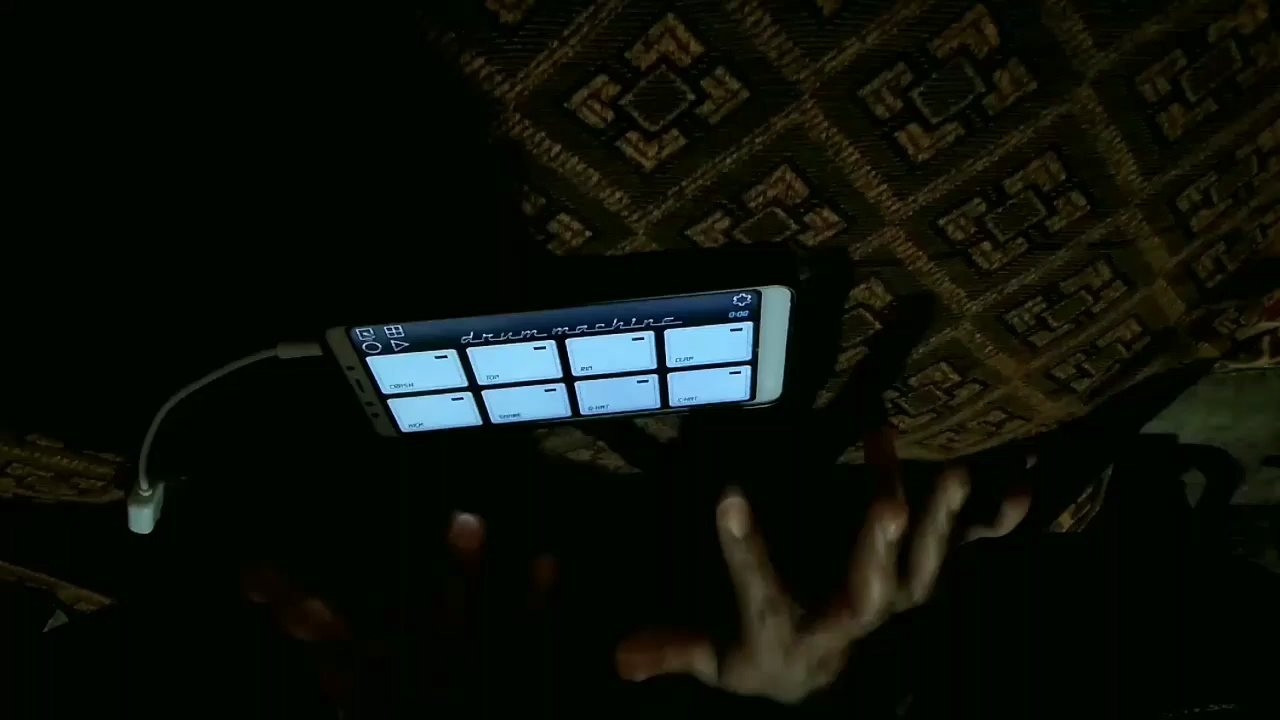 drum machine
0:00
CRASH
TOM
RIM
CLAP
KICK
SNARE
O-HAT
C-HAT